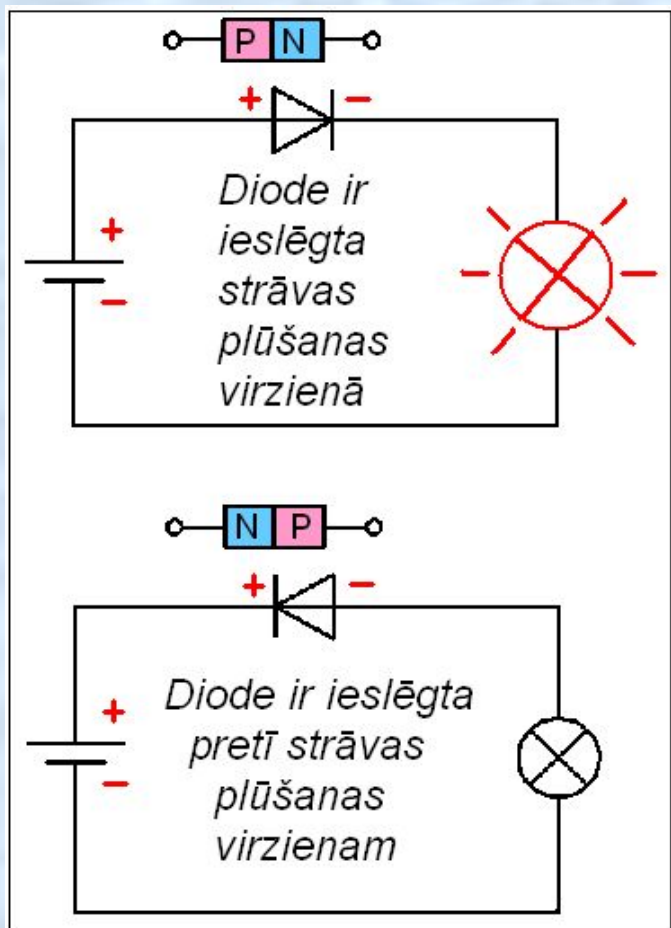 P N
+ −
Diode ir
ieslēgta
strāvas
plūšanas
virzienā
+
−
N P
+ −
Diode ir ieslēgta
pretī strāvas
plūšanas
virzienam
+
−